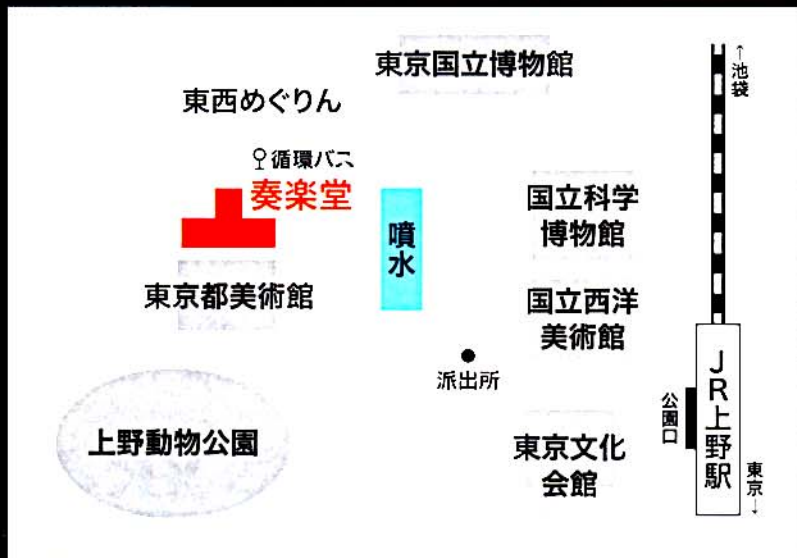 東京国立博物館
↑池袋
東西めぐりん
循環バス
奏楽堂
国立科学
博物館
噴水
東京都美術館
国立西洋
美術館
派出所
JR上野駅
公園口
上野動物公園
東京文化
会館
東京↓